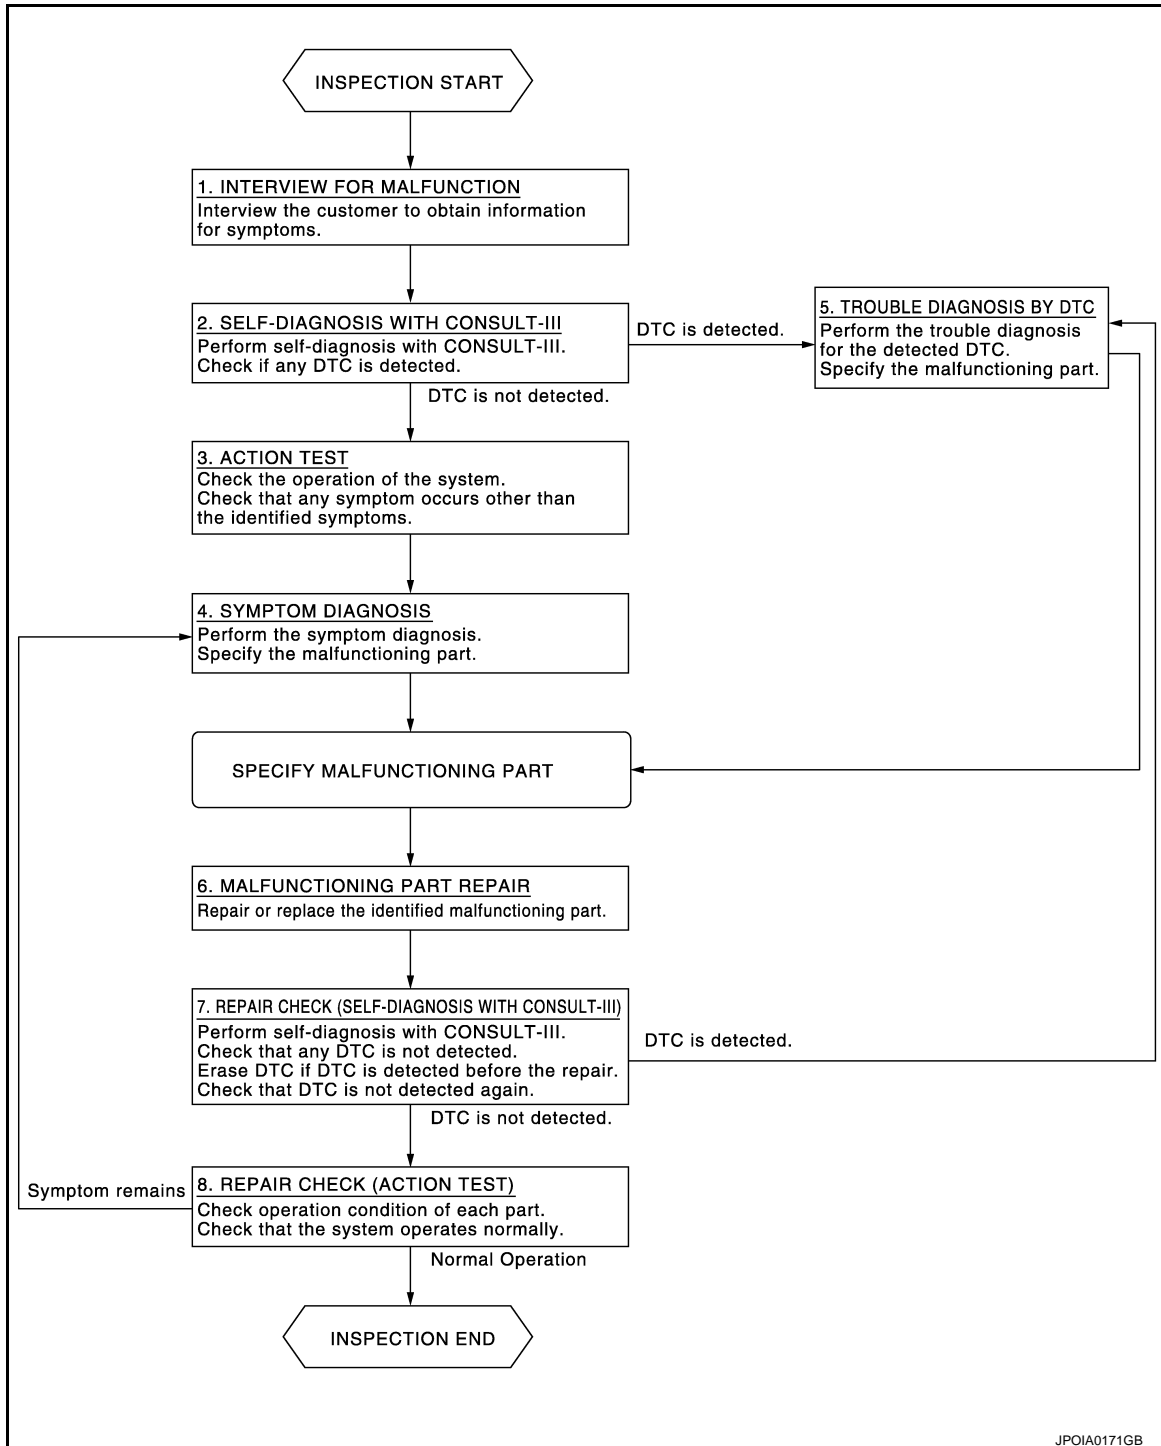 INSPECTION START
1. INTERVIEW FOR MALFUNCTION
Interview the customer to obtain information
for symptoms.
2. SELF-DIAGNOSIS WITH CONSULT-III
Perform self-diagnosis with CONSULT-III.
Check if any DTC is detected.
DTC is detected.
5. TROUBLE DIAGNOSIS BY DTC
Perform the trouble diagnosis
for the detected DTC.
Specify the malfunctioning part.
DTC is not detected.
3. ACTION TEST
Check the operation of the system.
Check that any symptom occurs other than
the identified symptoms.
4. SYMPTOM DIAGNOSIS
Perform the symptom diagnosis.
Specify the malfunctioning part.
SPECIFY MALFUNCTIONING PART
6. MALFUNCTIONING PART REPAIR
Repair or replace the identified malfunctioning part.
7. REPAIR CHECK (SELF-DIAGNOSIS WITH CONSULT-III)
Perform self-diagnosis with CONSULT-III.
Check that any DTC is not detected.
Erase DTC if DTC is detected before the repair.
Check that DTC is not detected again.
DTC is detected.
DTC is not detected.
Symptom remains
8. REPAIR CHECK (ACTION TEST)
Check operation condition of each part.
Check that the system operates normally.
Normal Operation
INSPECTION END
JPOIA0171GB